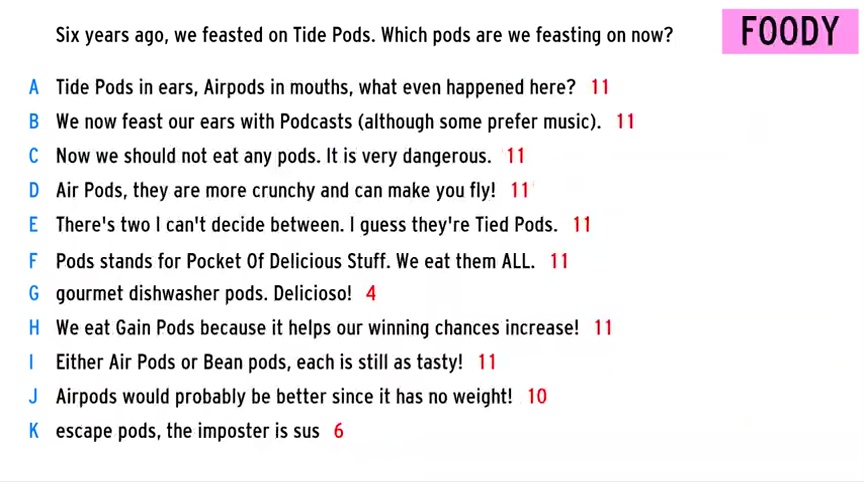 Six years ago, we feasted on Tide Pods. Which pods are we feasting on now?
FOODY
A Tide Pods in ears, Airpods in mouths, what even happened here? 11
B We now feast our ears with Podcasts (although some prefer music). 11
C Now we should not eat any pods. It is very dangerous. 11
D Air Pods, they are more crunchy and can make you fly! 11
E There's two I can't decide between. I guess they're Tied Pods. 11
F Pods stands for Pocket Of Delicious Stuff. We eat them ALL. 11
G gourmet dishwasher pods. Delicioso! 4
H We eat Gain Pods because it helps our winning chances increase! 11
I Either Air Pods or Bean pods, each is still as tasty! 11
J Airpods would probably be better since it has no weight! 10
K escape pods, the imposter is sus 6